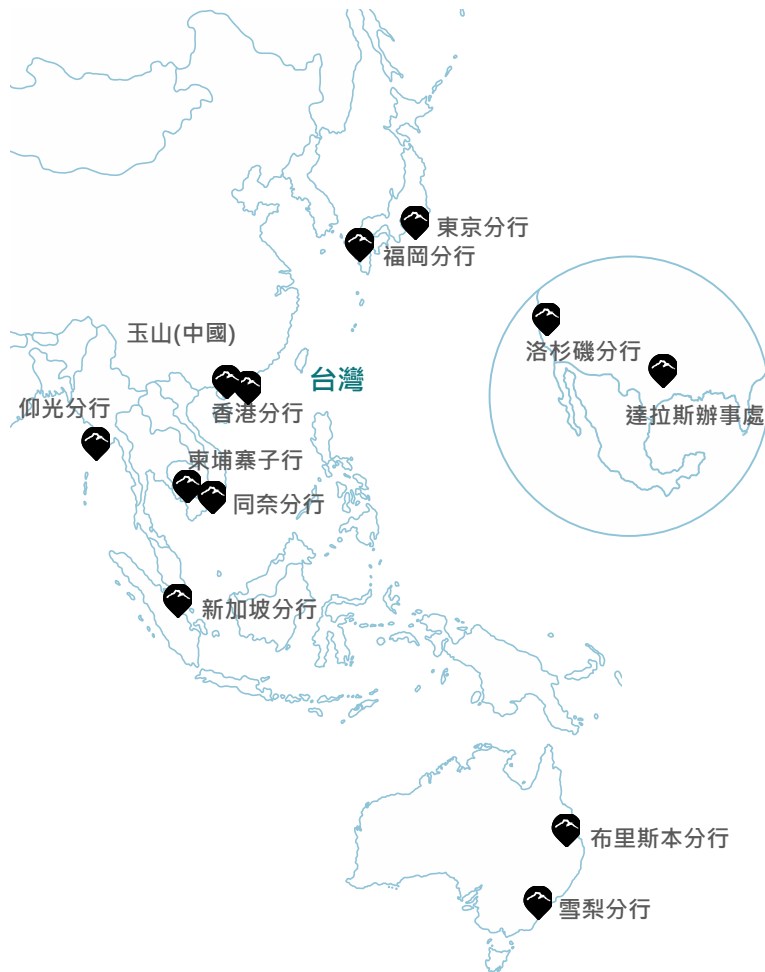 東京分行
福岡分行
玉山(中國)
洛杉磯分行
台灣
仰光分行
香港分行
達拉斯辦事處
柬埔寨子行
同奈分行
新加坡分行
布里斯本分行
雪梨分行